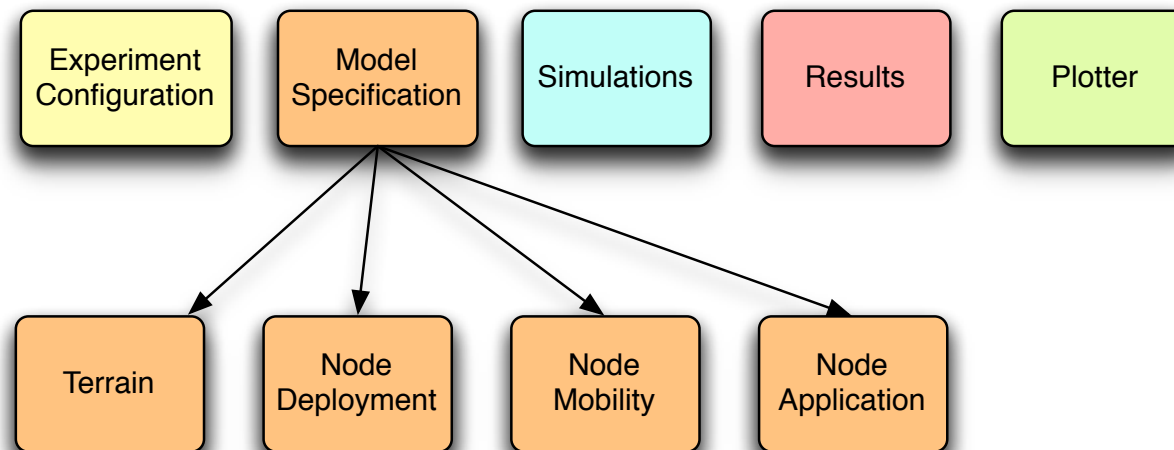 Experiment
Configuration
Model
Specification
Simulations
Results
Plotter
Terrain
Node
Deployment
Node
Mobility
Node
Application